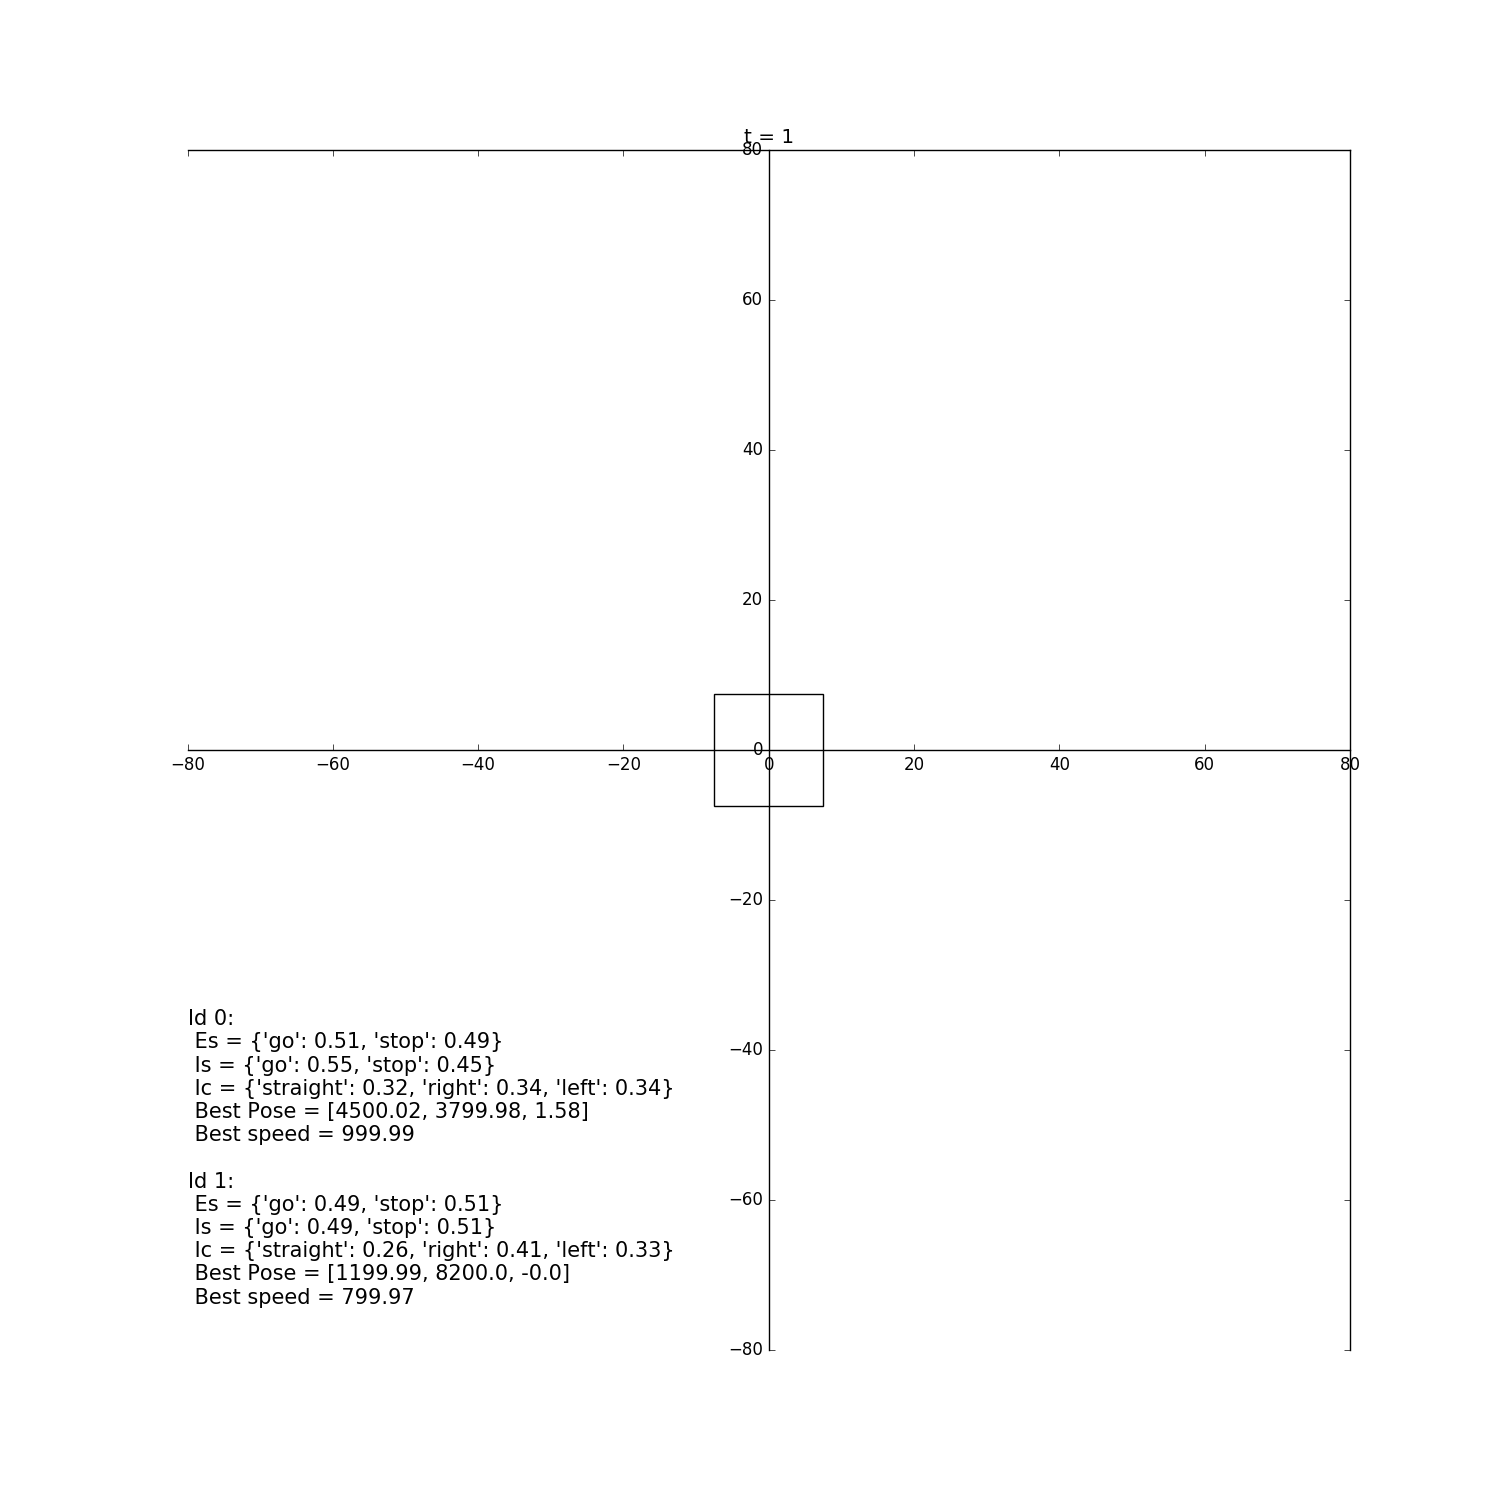 t = 1
80
60
40
20
0
−80 −60 −40 −20 0 20 40 60 80
−20
−40
−60
−80
Id 0:
Es = {'go': 0.51, 'stop': 0.49}
Is = {'go': 0.55, 'stop': 0.45}
Ic = {'straight': 0.32, 'right': 0.34, 'left': 0.34}
Best Pose = [4500.02, 3799.98, 1.58]
Best speed = 999.99
Id 1:
Es = {'go': 0.49, 'stop': 0.51}
Is = {'go': 0.49, 'stop': 0.51}
Ic = {'straight': 0.26, 'right': 0.41, 'left': 0.33}
Best Pose = [1199.99, 8200.0, -0.0]
Best speed = 799.97